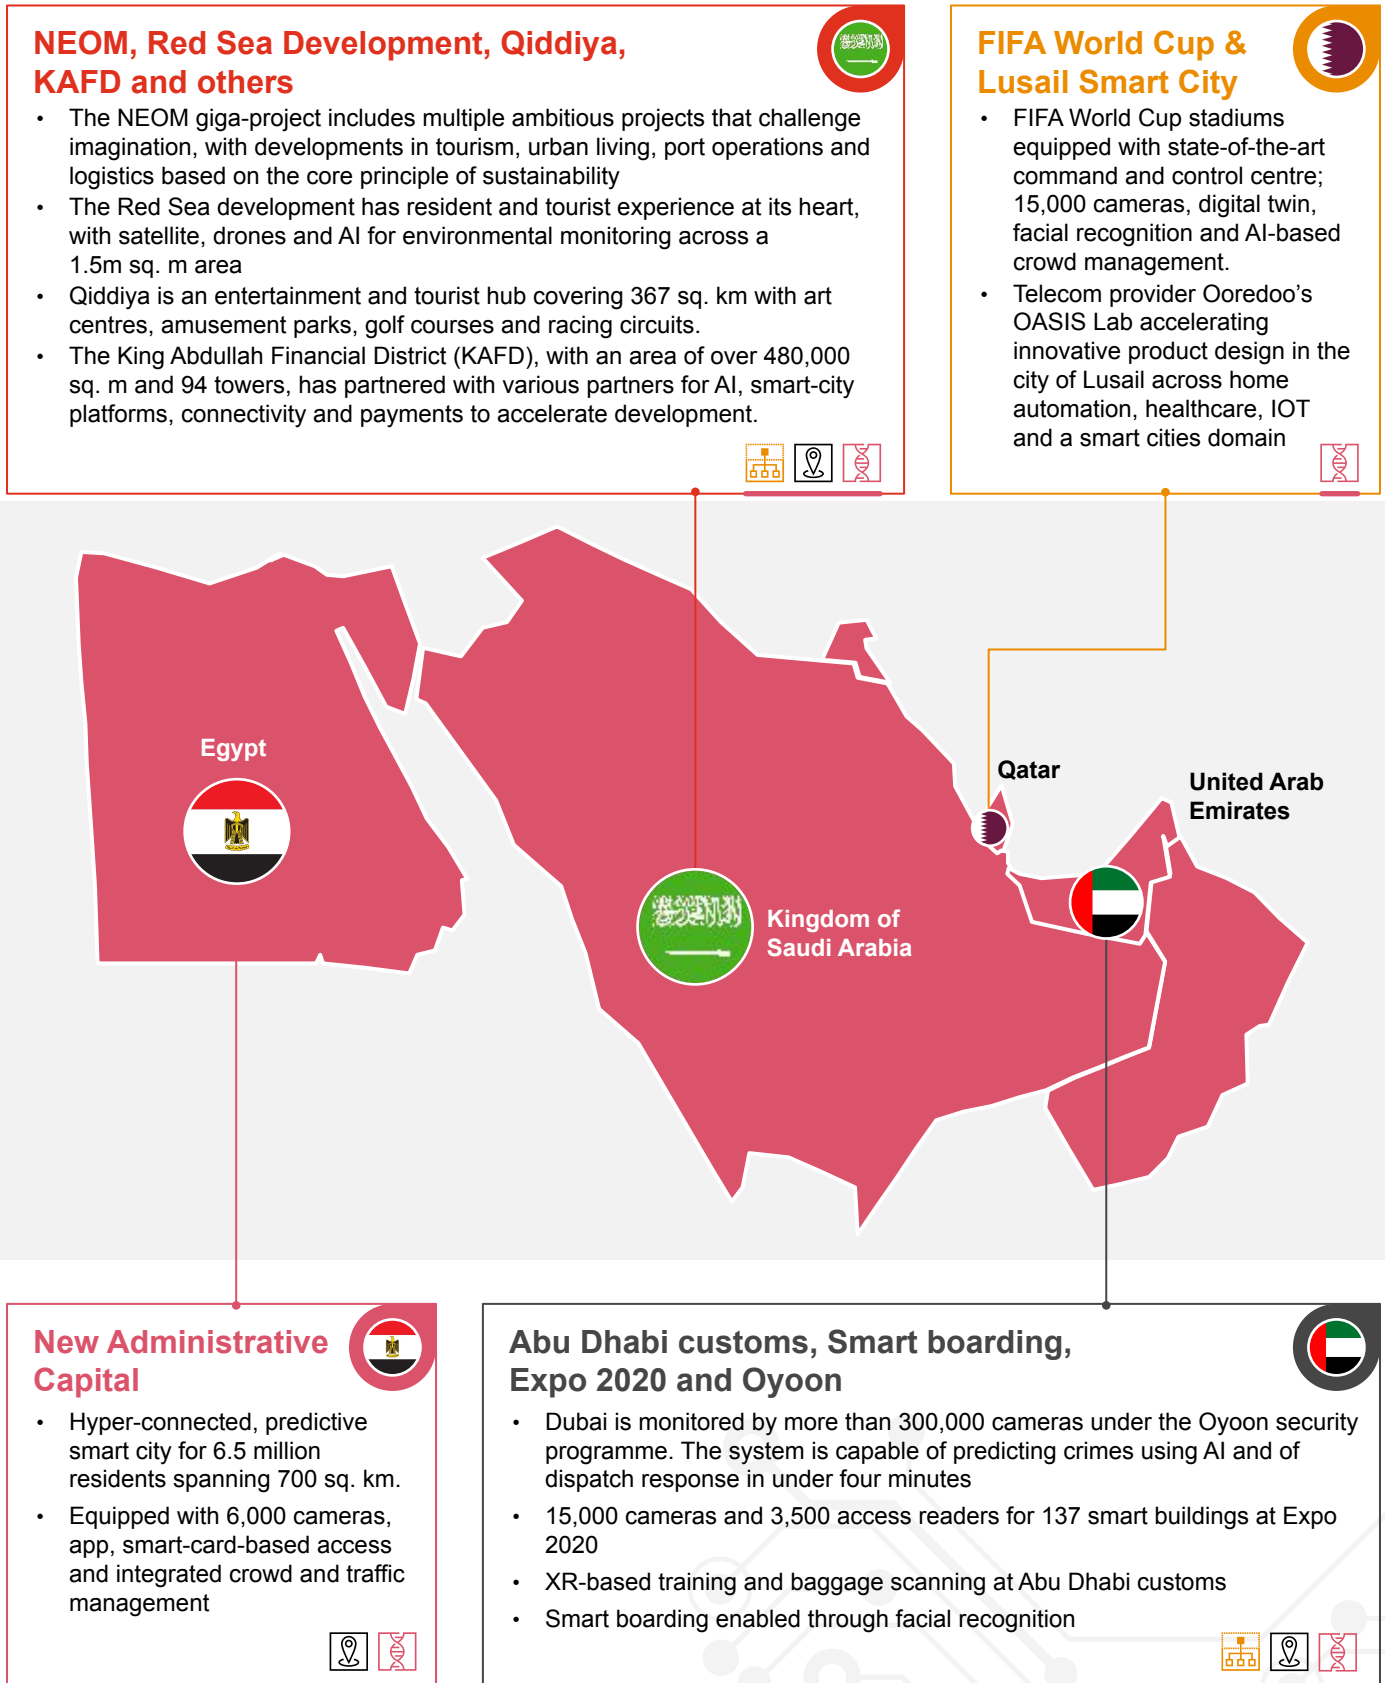 NEOM, Red Sea Development, Qiddiya,
KAFD and others
• The NEOM giga-project includes multiple ambitious projects that challenge
imagination, with developments in tourism, urban living, port operations and
logistics based on the core principle of sustainability
• The Red Sea development has resident and tourist experience at its heart,
with satellite, drones and AI for environmental monitoring across a
1.5m sq. m area
• Qiddiya is an entertainment and tourist hub covering 367 sq. km with art
centres, amusement parks, golf courses and racing circuits.
• The King Abdullah Financial District (KAFD), with an area of over 480,000
sq. m and 94 towers, has partnered with various partners for AI, smart-city
platforms, connectivity and payments to accelerate development.
FIFA World Cup &
Lusail Smart City
• FIFA World Cup stadiums
equipped with state-of-the-art
command and control centre;
15,000 cameras, digital twin,
facial recognition and AI-based
crowd management.
• Telecom provider Ooredoo's
OASIS Lab accelerating
innovative product design in the
city of Lusail across home
automation, healthcare, IOT
and a smart cities domain
Egypt
Qatar
United Arab
Emirates
Kingdom of
Saudi Arabia
New Administrative
Capital
• Hyper-connected, predictive
smart city for 6.5 million
residents spanning 700 sq. km.
• Equipped with 6,000 cameras,
app, smart-card-based access
and integrated crowd and traffic
management
Abu Dhabi customs, Smart boarding,
Expo 2020 and Oyoon
• Dubai is monitored by more than 300,000 cameras under the Oyoon security
programme. The system is capable of predicting crimes using AI and of
dispatch response in under four minutes
• 15,000 cameras and 3,500 access readers for 137 smart buildings at Expo
2020
• XR-based training and baggage scanning at Abu Dhabi customs
• Smart boarding enabled through facial recognition